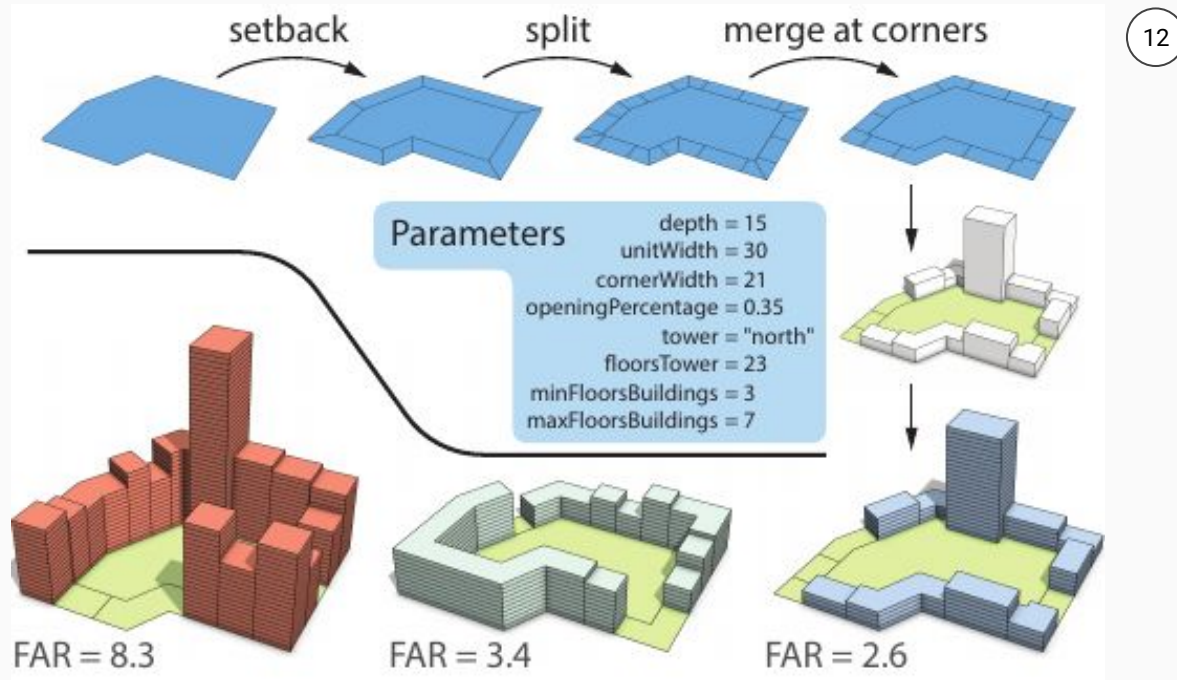 setback split merge at corners
12
Parameters
depth = 15
unitWidth = 30
cornerWidth = 21
openingPercentage = 0.35
tower = "north"
floorsTower = 23
minFloorsBuildings = 3
maxFloorsBuildings = 7
FAR = 8.3
FAR = 3.4
FAR = 2.6